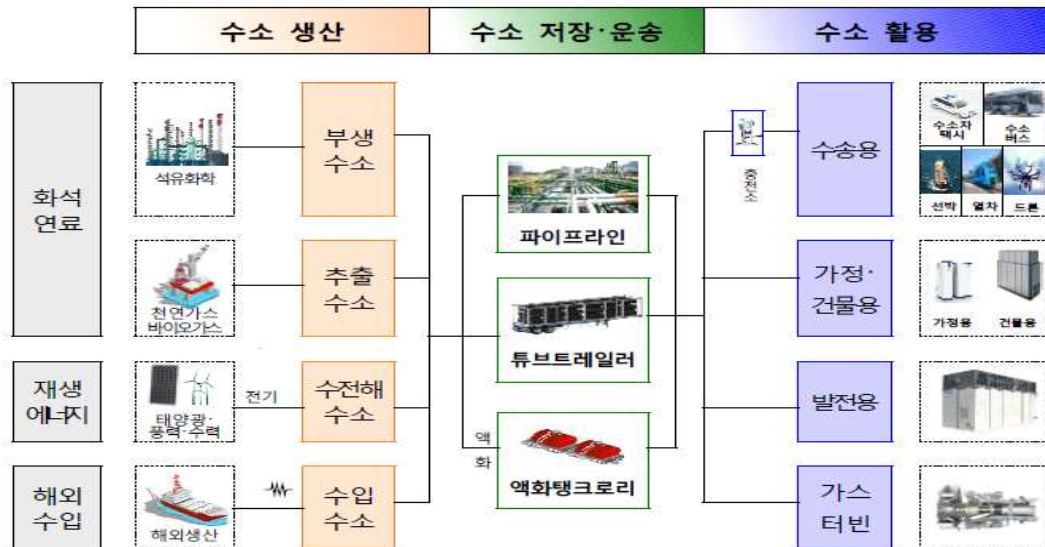 수소 생산
수소 저장·운송
수소 활용
화석
연료
석유화학
부생
수소
천연가스
바이오가스
추출
수소
재생
에너지
태양광·
풍력·수력
전기
수전해
수소
해외
수입
해외생산
수입
수소
파이프라인
튜브트레일러
액
화
액화탱크로리
충전소
수송용
수소차
택시
수소
버스
선박
열차
드론
가정·
건물용
가정용
건물용
발전용
가스
터빈